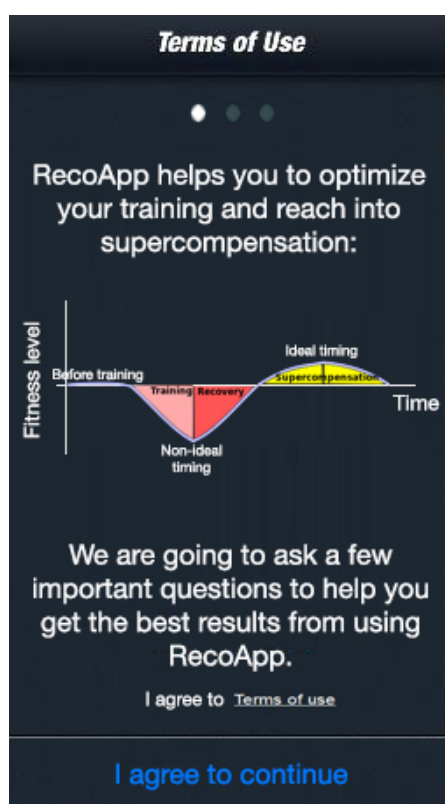 Terms of Use
RecoApp helps you to optimize
your training and reach into
supercompensation:
Fitness level
Ideal timing
Before training
Supercompensation
Training Recovery
Time
Non-ideal
timing
We are going to ask a few
important questions to help you
get the best results from using
RecoApp.
I agree to Terms of use
I agree to continue